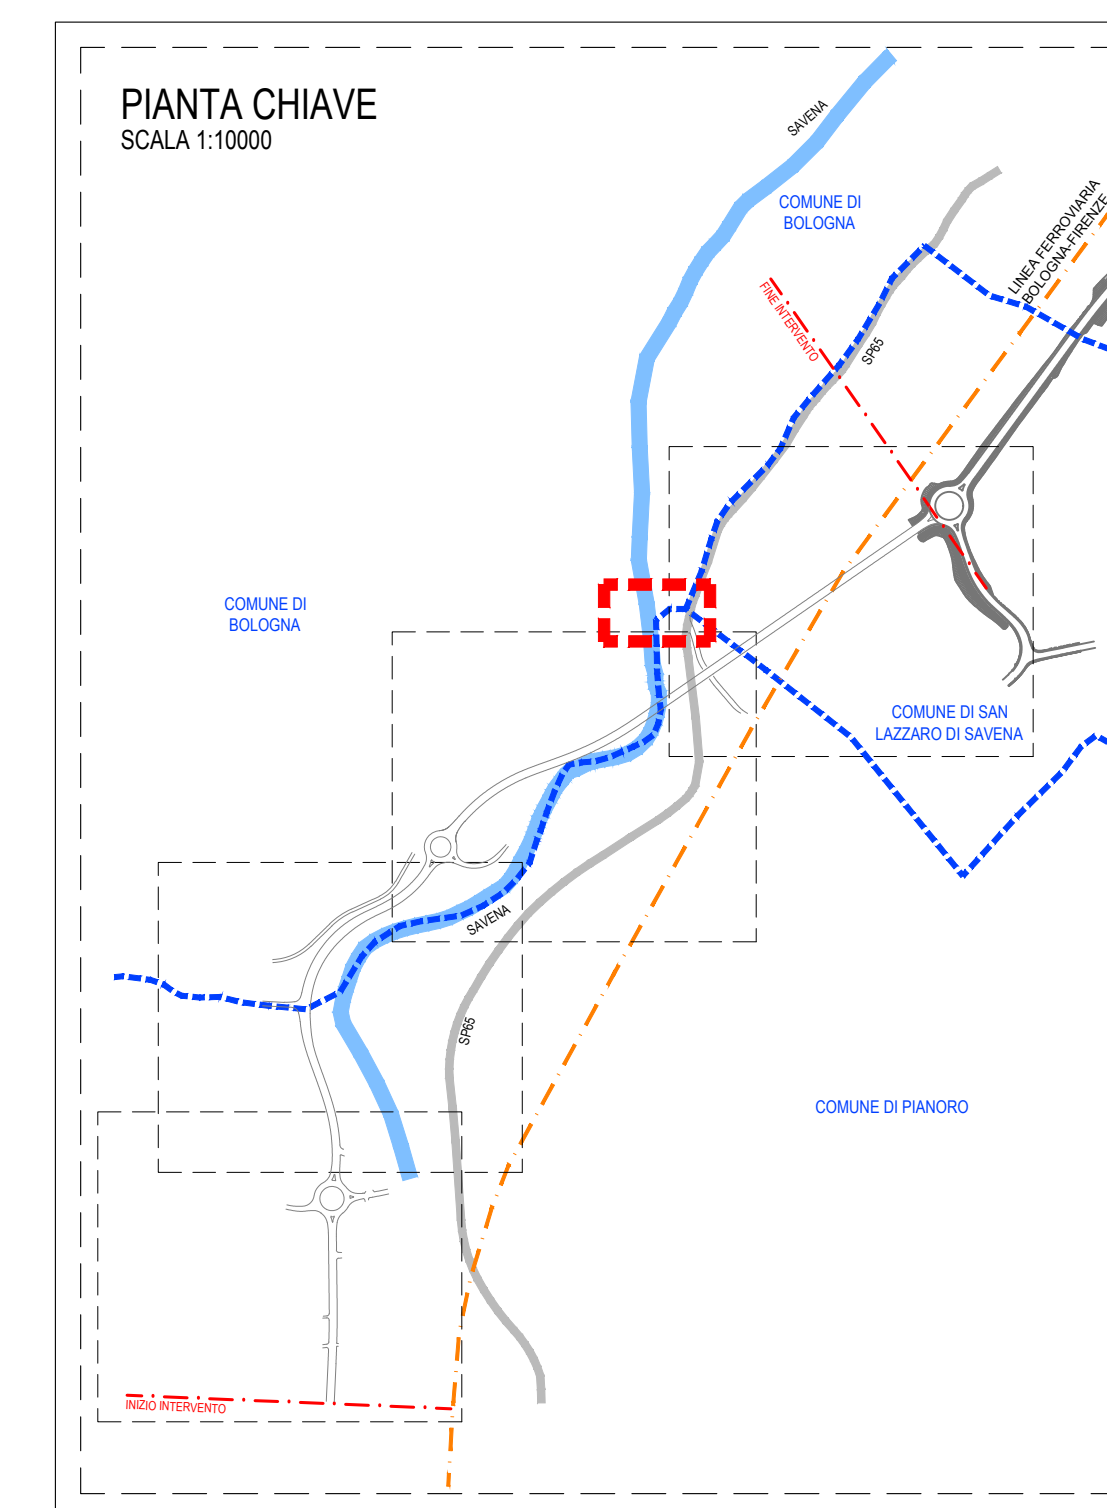 PIANTA CHIAVE
SCALA 1:10000
SAVENA
COMUNE DI
BOLOGNA
LINEA FERROVIARIA
BOLOGNA-FIRENZE
FINE INTERVENTO
SP65
COMUNE DI
BOLOGNA
COMUNE DI SAN
LAZZARO DI SAVENA
SAVENA
SP65
COMUNE DI PIANORO
INIZIO INTERVENTO